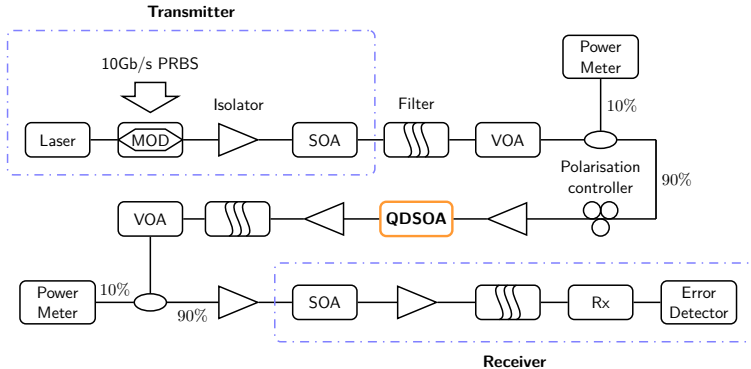 Transmitter
10Gb/s PRBS
Laser
MOD
Isolator
SOA
Filter
VOA
Power
Meter
10%
90%
Polarisation
controller
VOA
QDSOA
Power
Meter
10%
90%
SOA
Rx
Error
Detector
Receiver